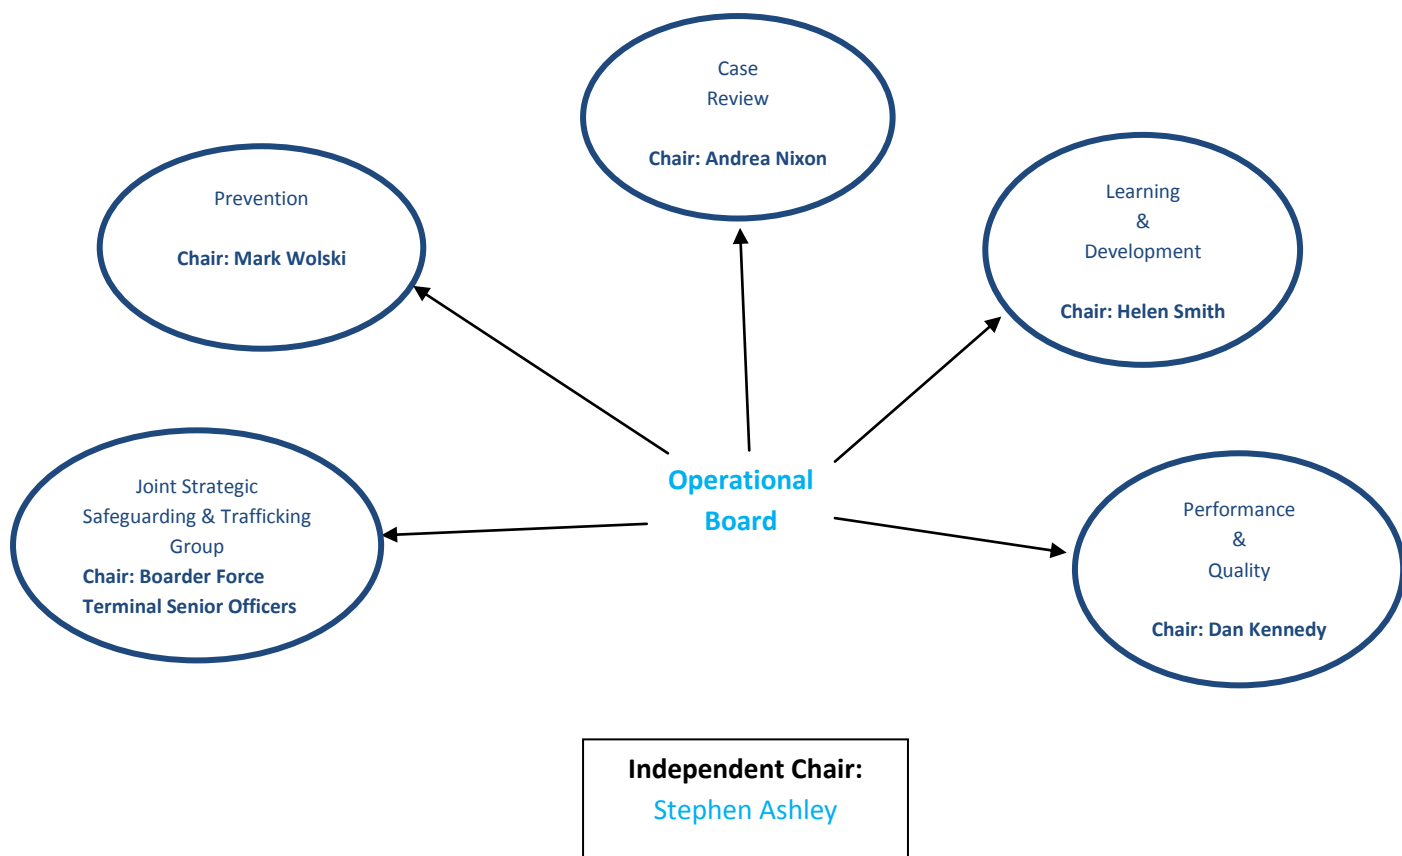 Case
Review
Chair: Andrea Nixon
Prevention
Chair: Mark Wolski
Learning
&
Development
Chair: Helen Smith
Joint Strategic
Safeguarding & Trafficking
Group
Chair: Boarder Force
Terminal Senior Officers
Operational
Board
Performance
&
Quality
Chair: Dan Kennedy
Independent Chair:
Stephen Ashley